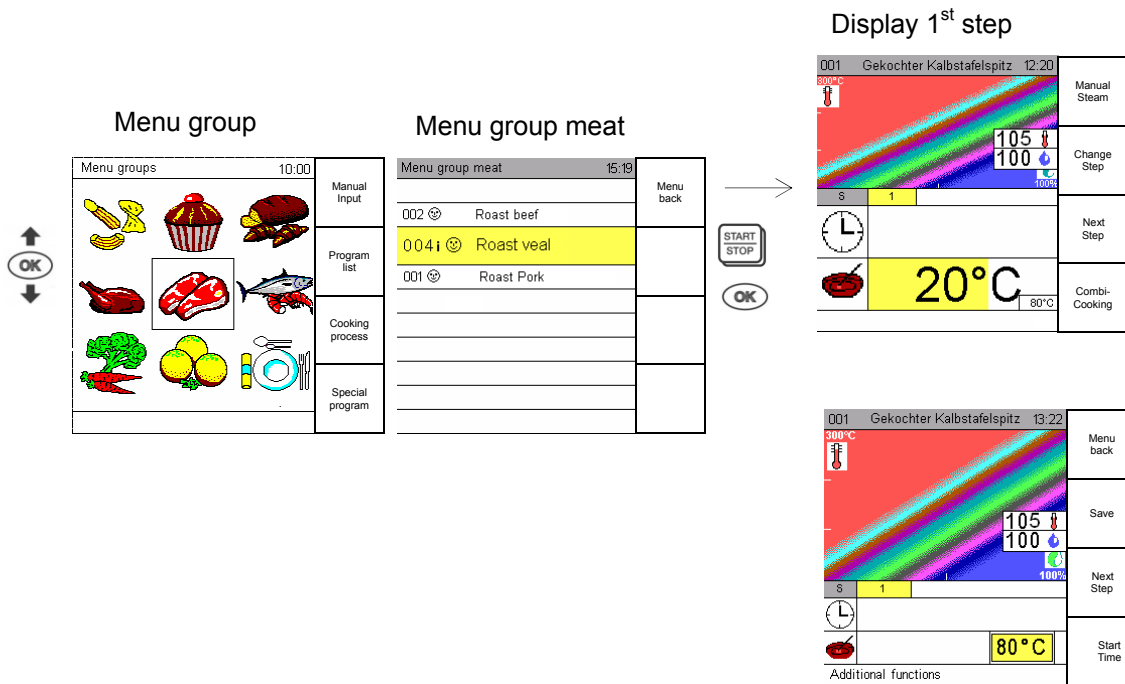 Display 1st step
Menu group
Menu group meat
OK
Menu groups 10:00
Manual
Input
Program
list
Cooking
process
Special
program
Menu group meat 15:19
Menu
back
002 ☺ Roast beef
004i ☺ Roast veal
001 ☺ Roast Pork
START
STOP
OK
001 Gekochter Kalbstafelspitz 12:20
300°C
105
100
100%
S 1
20°C
80°C
Manual
Steam
Change
Step
Next
Step
Combi-
Cooking
001 Gekochter Kalbstafelspitz 13:22
300°C
105
100
100%
S 1
80°C
Additional functions
Menu
back
Save
Next
Step
Start
Time